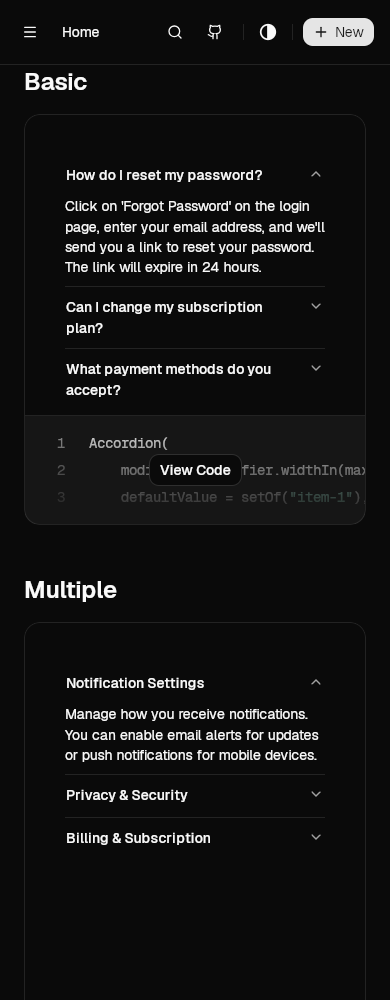 Home
New
Basic
How do I reset my password?
Click on 'Forgot Password' on the login
page, enter your email address, and we'll
send you a link to reset your password.
The link will expire in 24 hours.
Can I change my subscription
plan?
What payment methods do you
accept?
1 Accordion(
2 View Code
3 defaultValue = setOf("item-1")
Multiple
Notification Settings
Manage how you receive notifications.
You can enable email alerts for updates
or push notifications for mobile devices.
Privacy & Security
Billing & Subscription